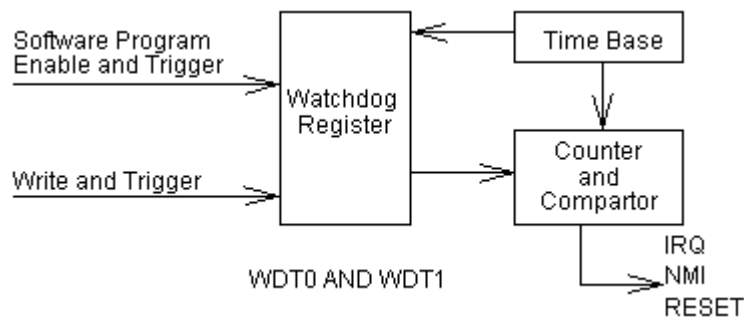 Software Program
Enable and Trigger
Write and Trigger
Watchdog
Register
Time Base
Counter
and
Compartor
IRQ
NMI
RESET
WDT0 AND WDT1